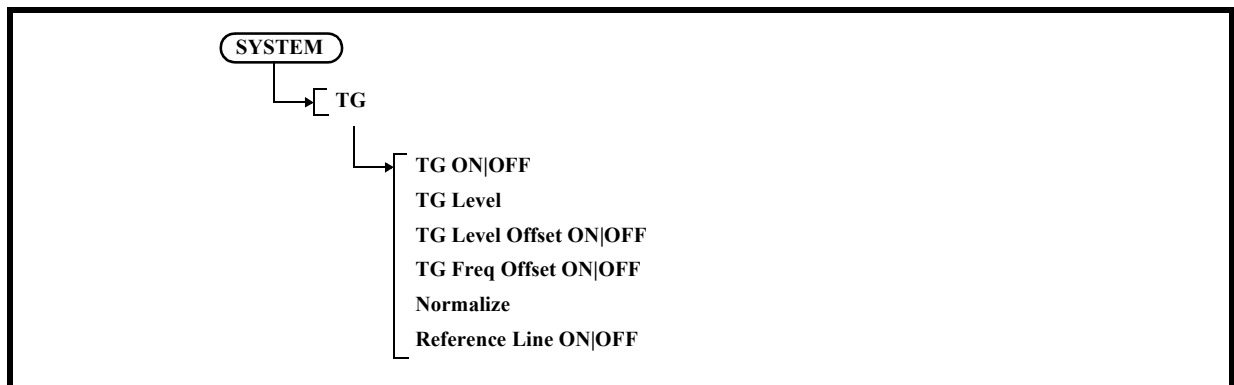 SYSTEM
TG
TG ON|OFF
TG Level
TG Level Offset ON|OFF
TG Freq Offset ON|OFF
Normalize
Reference Line ON|OFF